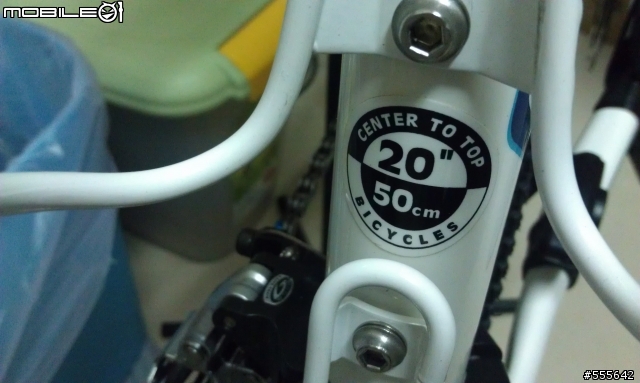 MOBILE01
CENTER TO TOP
20"
50cm
BICYCLES
#555642